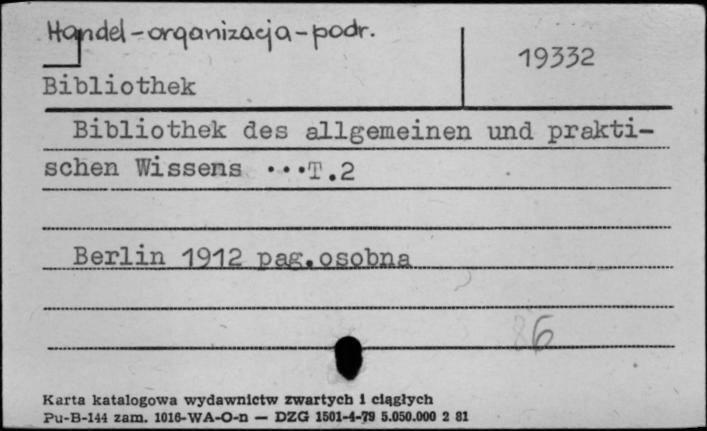 Handel-organizacja-podr.
19332
Bibliothek
Bibliothek des allgemeinen und prakti-
schen Wissens ...T.2
Berlin 1912 pag.osobna
86
Karta katalogowa wydawnictw zwartych i ciągłych
Pu-B-144 zam. 1016-WA-O-n — DZG 1501-4-79 5.050.000 2 81